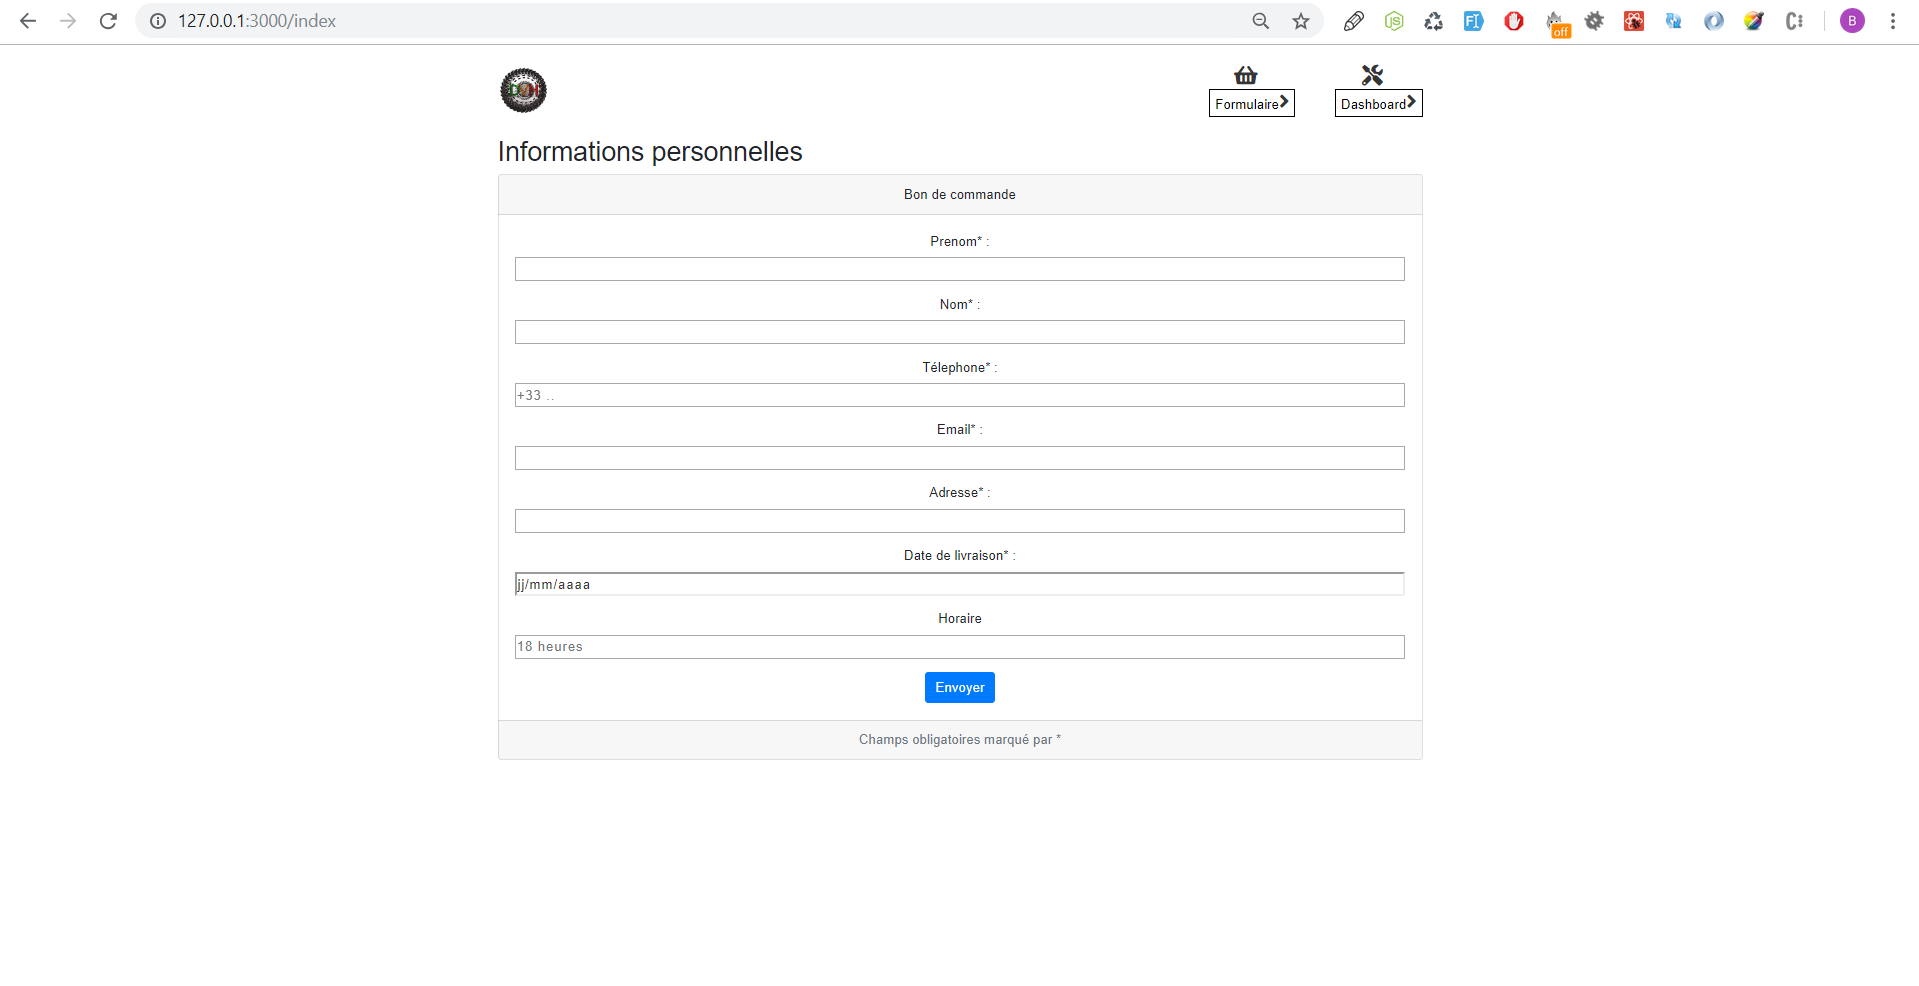 127.0.0.1:3000/index
off
B
Formulaire
Dashboard
Informations personnelles
Bon de commande
Prenom* :
Nom* :
Télephone* :
+33 ..
Email* :
Adresse* :
Date de livraison* :
jj/mm/aaaa
Horaire
18 heures
Envoyer
Champs obligatoires marqué par *